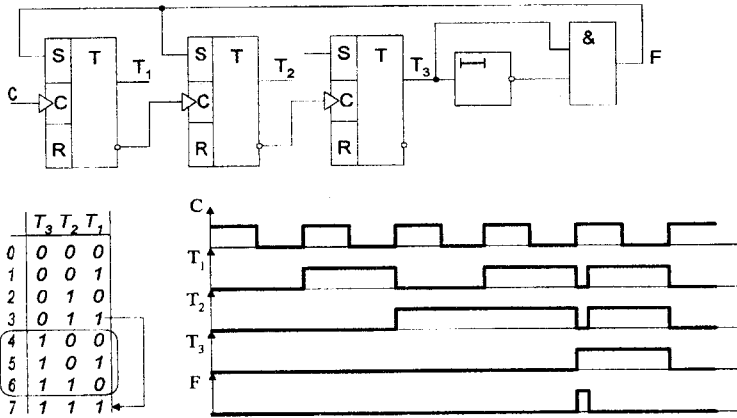 S T T₁ S T T₂ S T T₃ & F
C C C C
R R R
T₃ T₂ T₁
0 0 0 0
1 0 0 1
2 0 1 0
3 0 1 1
4 1 0 0
5 1 0 1
6 1 1 0
7 1 1 1
C
T₁
T₂
T₃
F